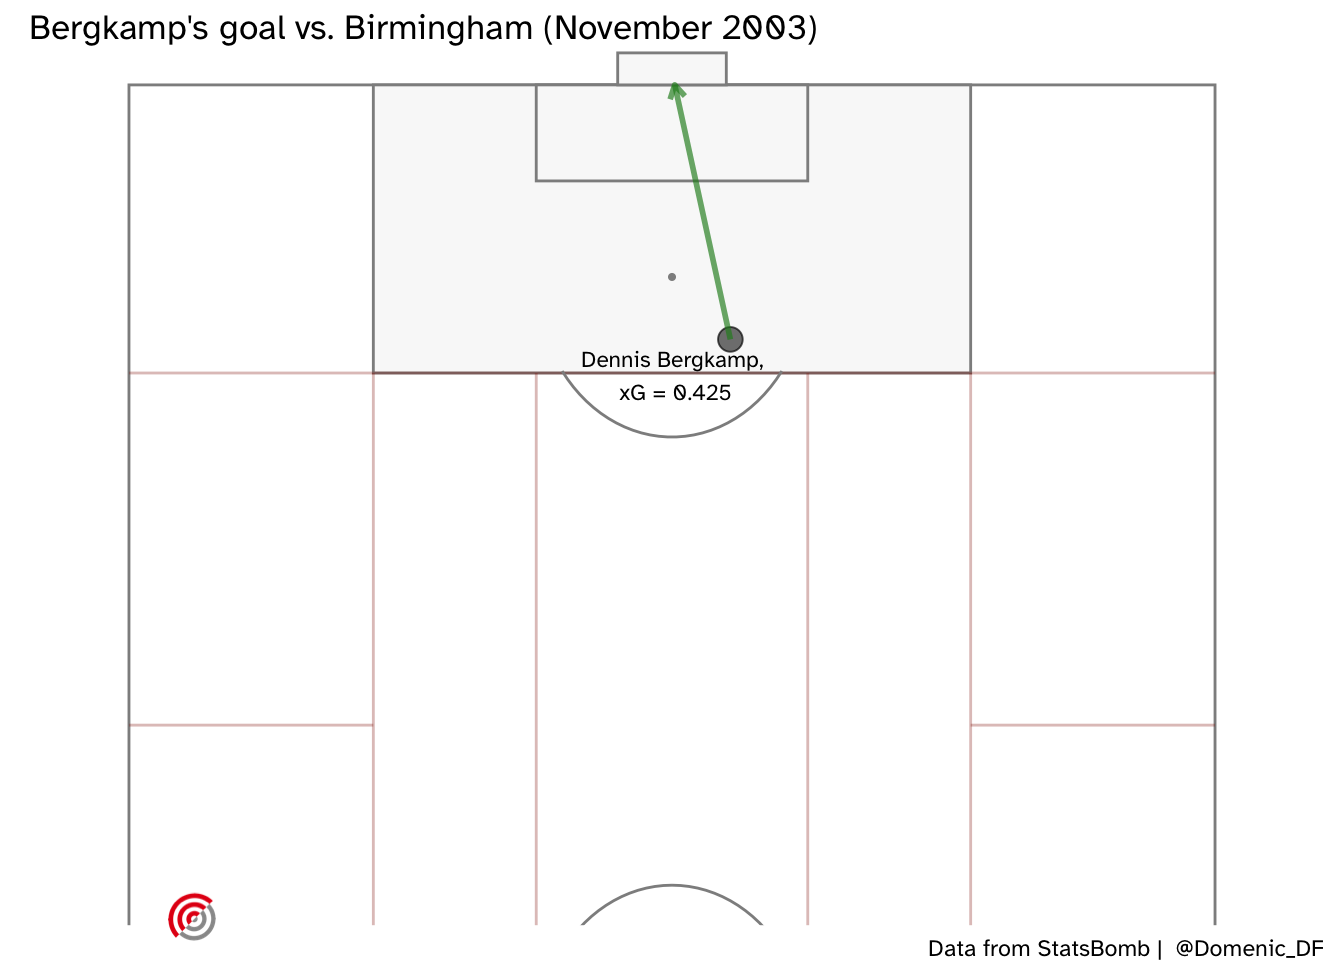 Bergkamp's goal vs. Birmingham (November 2003)
Dennis Bergkamp,
xG = 0.425
Data from StatsBomb |  @Domenic_DF